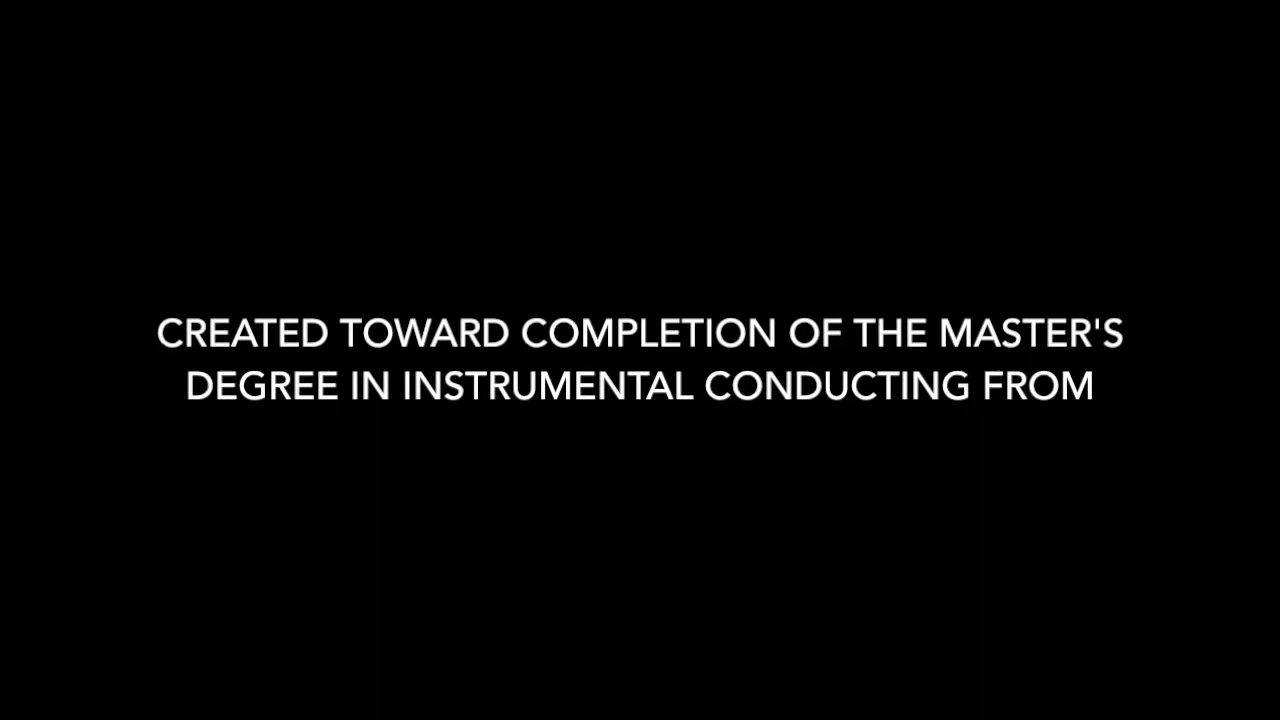 CREATED TOWARD COMPLETION OF THE MASTER'S
DEGREE IN INSTRUMENTAL CONDUCTING FROM